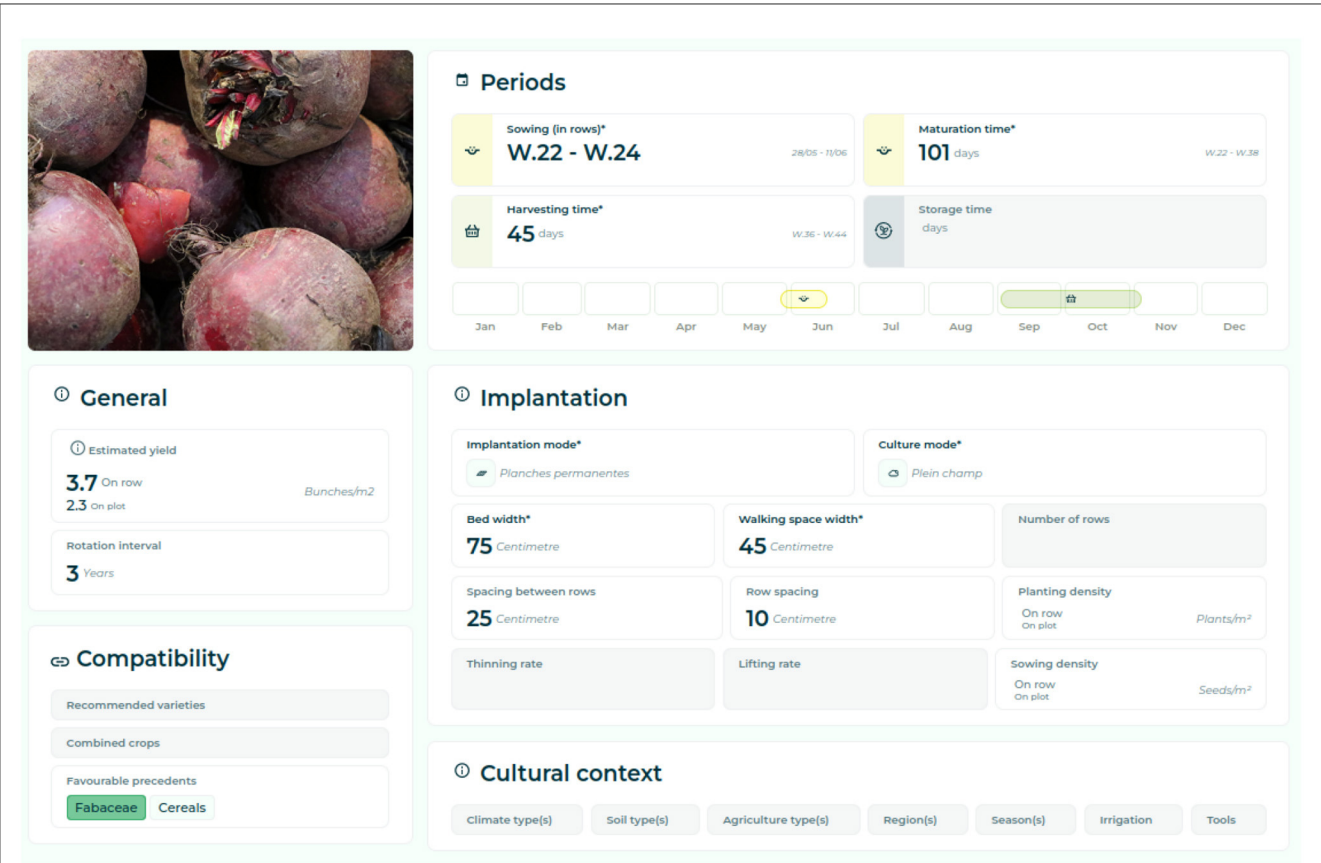 Periods
Sowing (in rows)*
W.22 - W.24
28/05 - 11/06
Maturation time*
101 days
W.22 - W.38
Harvesting time*
45 days
W.36 - W.44
Storage time
days
Jan Feb Mar Apr May Jun Jul Aug Sep Oct Nov Dec
General
Estimated yield
3.7 On row
2.3 On plot
Bunches/m2
Rotation interval
3 Years
Compatibility
Recommended varieties
Combined crops
Favourable precedents
Fabaceae Cereals
Implantation
Implantation mode*
Planches permanentes
Culture mode*
Plein champ
Bed width*
75 Centimetre
Walking space width*
45 Centimetre
Number of rows
Spacing between rows
25 Centimetre
Row spacing
10 Centimetre
Planting density
On row
On plot
Plants/m²
Thinning rate
Lifting rate
Sowing density
On row
On plot
Seeds/m²
Cultural context
Climate type(s) Soil type(s) Agriculture type(s) Region(s) Season(s) Irrigation Tools